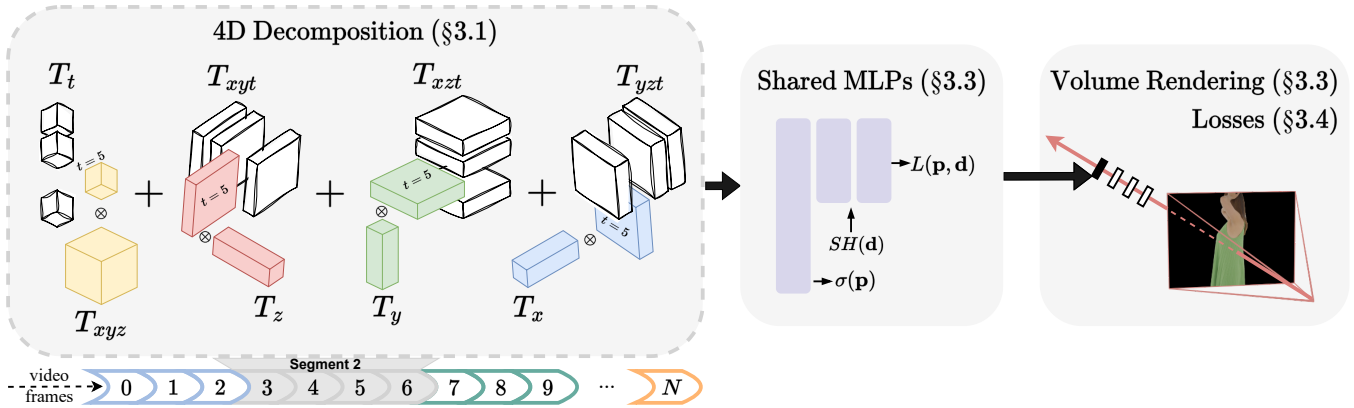 4D Decomposition (§3.1)
T_t
T_xyt
T_xzt
T_yzt
t = 5
t = 5
t = 5
t = 5
⊗
+
⊗
+
⊗
+
⊗
T_xyz
T_z
T_y
T_x
Shared MLPs (§3.3)
L(p, d)
SH(d)
σ(p)
Volume Rendering (§3.3)
Losses (§3.4)
Segment 2
video
frames
0 1 2 3 4 5 6 7 8 9 ... N